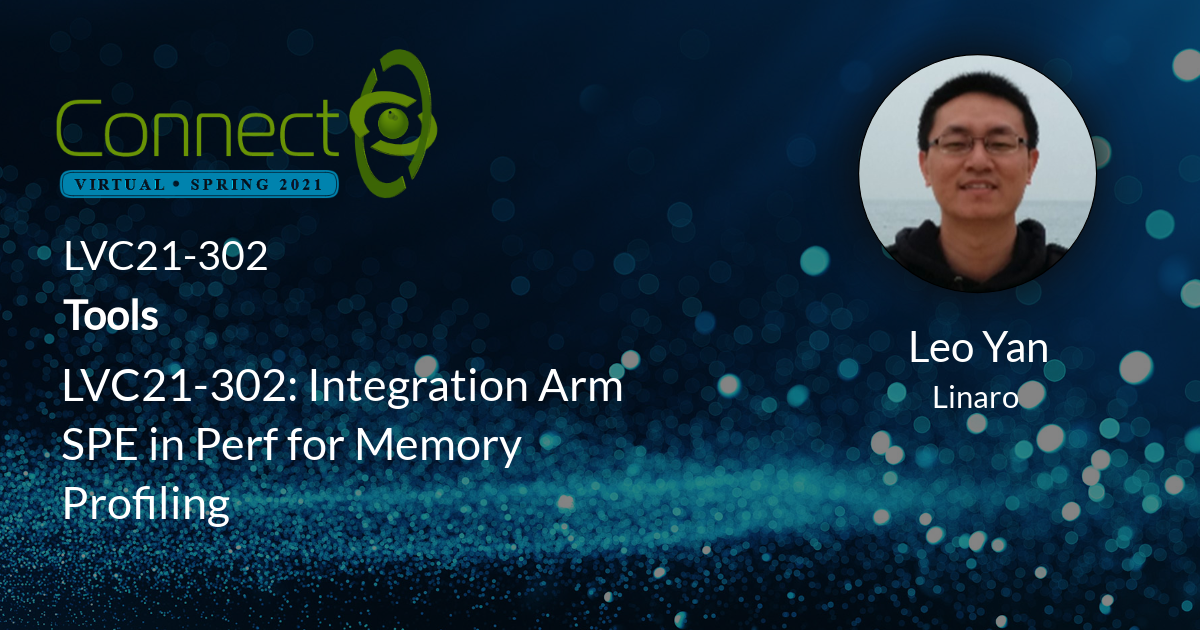 Connect
VIRTUAL • SPRING 2021
LVC21-302
Tools
LVC21-302: Integration Arm
SPE in Perf for Memory
Profiling
Leo Yan
Linaro